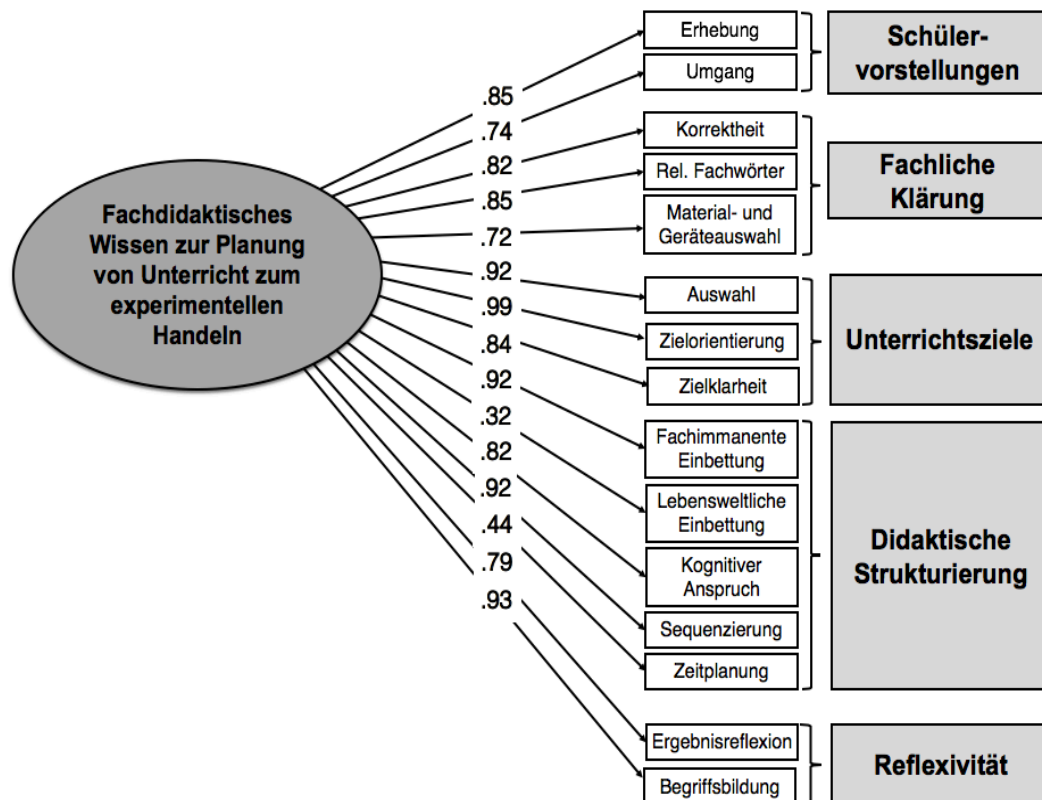 Fachdidaktisches
Wissen zur Planung
von Unterricht zum
experimentellen
Handeln
.85
.74
.82
.85
.72
.92
.99
.84
.92
.32
.82
.92
.44
.79
.93
Erhebung
Umgang
Schüler-
vorstellungen
Korrektheit
Rel. Fachwörter
Material- und
Geräteauswahl
Fachliche
Klärung
Auswahl
Zielorientierung
Zielklarheit
Unterrichtsziele
Fachimmanente
Einbettung
Lebensweltliche
Einbettung
Kognitiver
Anspruch
Sequenzierung
Zeitplanung
Didaktische
Strukturierung
Ergebnisreflexion
Begriffsbildung
Reflexivität